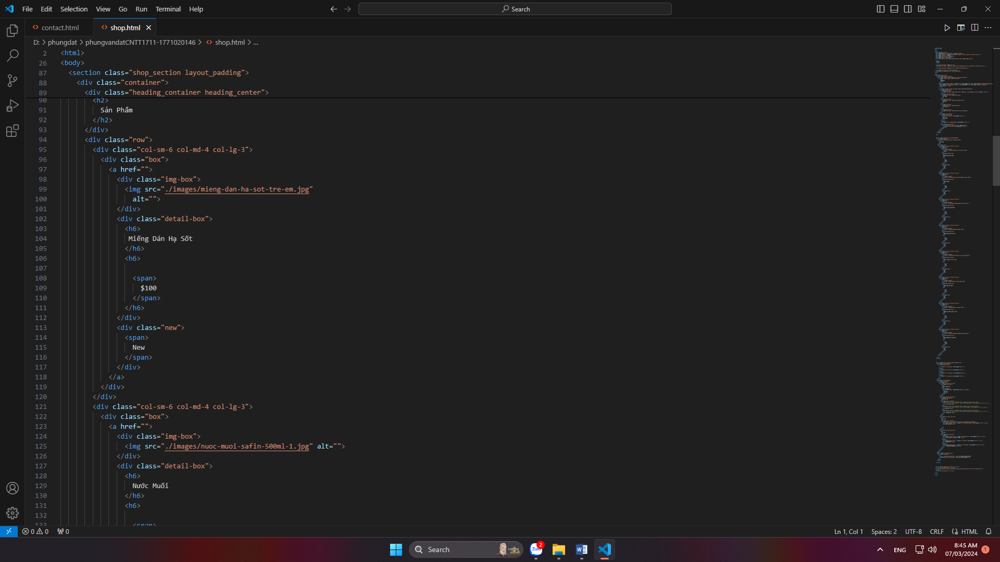 File Edit Selection View Go Run Terminal Help
Search
contact.html
shop.html
D: > phungdat > phungvandatCNTT1711-1771020146 > shop.html > ...
2 <html>
26 <body>
87 <section class="shop_section layout_padding">
88 <div class="container">
89 <div class="heading_container heading_center">
90 <h2>
91 Sản Phẩm
92 </h2>
93 </div>
94 <div class="row">
95 <div class="col-sm-6 col-md-4 col-lg-3">
96 <div class="box">
97 <a href="">
98 <div class="img-box">
99 <img src="./images/mieng-dan-ha-sot-tre-em.jpg"
100 alt="">
101 </div>
102 <div class="detail-box">
103 <h6>
104 Miếng Dán Hạ Sốt
105 </h6>
106 <h6>
107
108 <span>
109 $100
110 </span>
111 </h6>
112 </div>
113 <div class="new">
114 <span>
115 New
116 </span>
117 </div>
118 </a>
119 </div>
120 </div>
121 <div class="col-sm-6 col-md-4 col-lg-3">
122 <div class="box">
123 <a href="">
124 <div class="img-box">
125 <img src="./images/nuoc-muoi-safin-500ml-1.jpg" alt="">
126 </div>
127 <div class="detail-box">
128 <h6>
129 Nước Muối
130 </h6>
131 <h6>
132
133 <span>
0 0 0
Ln 1, Col 1 Spaces: 2 UTF-8 CRLF HTML
Search
Zalo 2
ENG
8:45 AM
07/03/2024
1